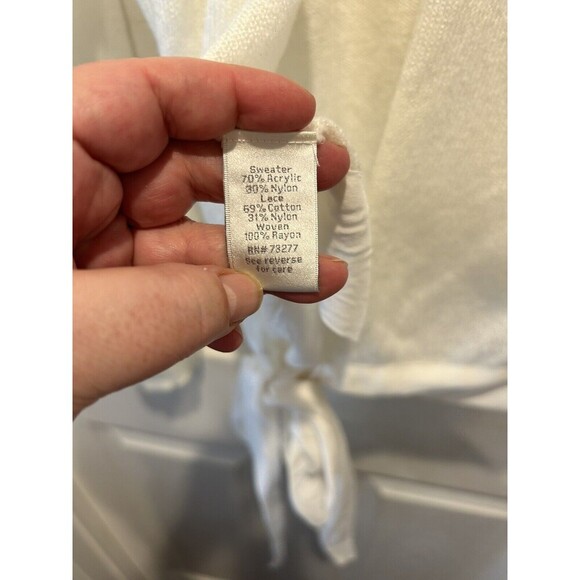 Sweater
70% Acrylic
30% Nylon
Lace
69% Cotton
31% Nylon
Woven
100% Rayon
RN# 73277
See reverse
for care